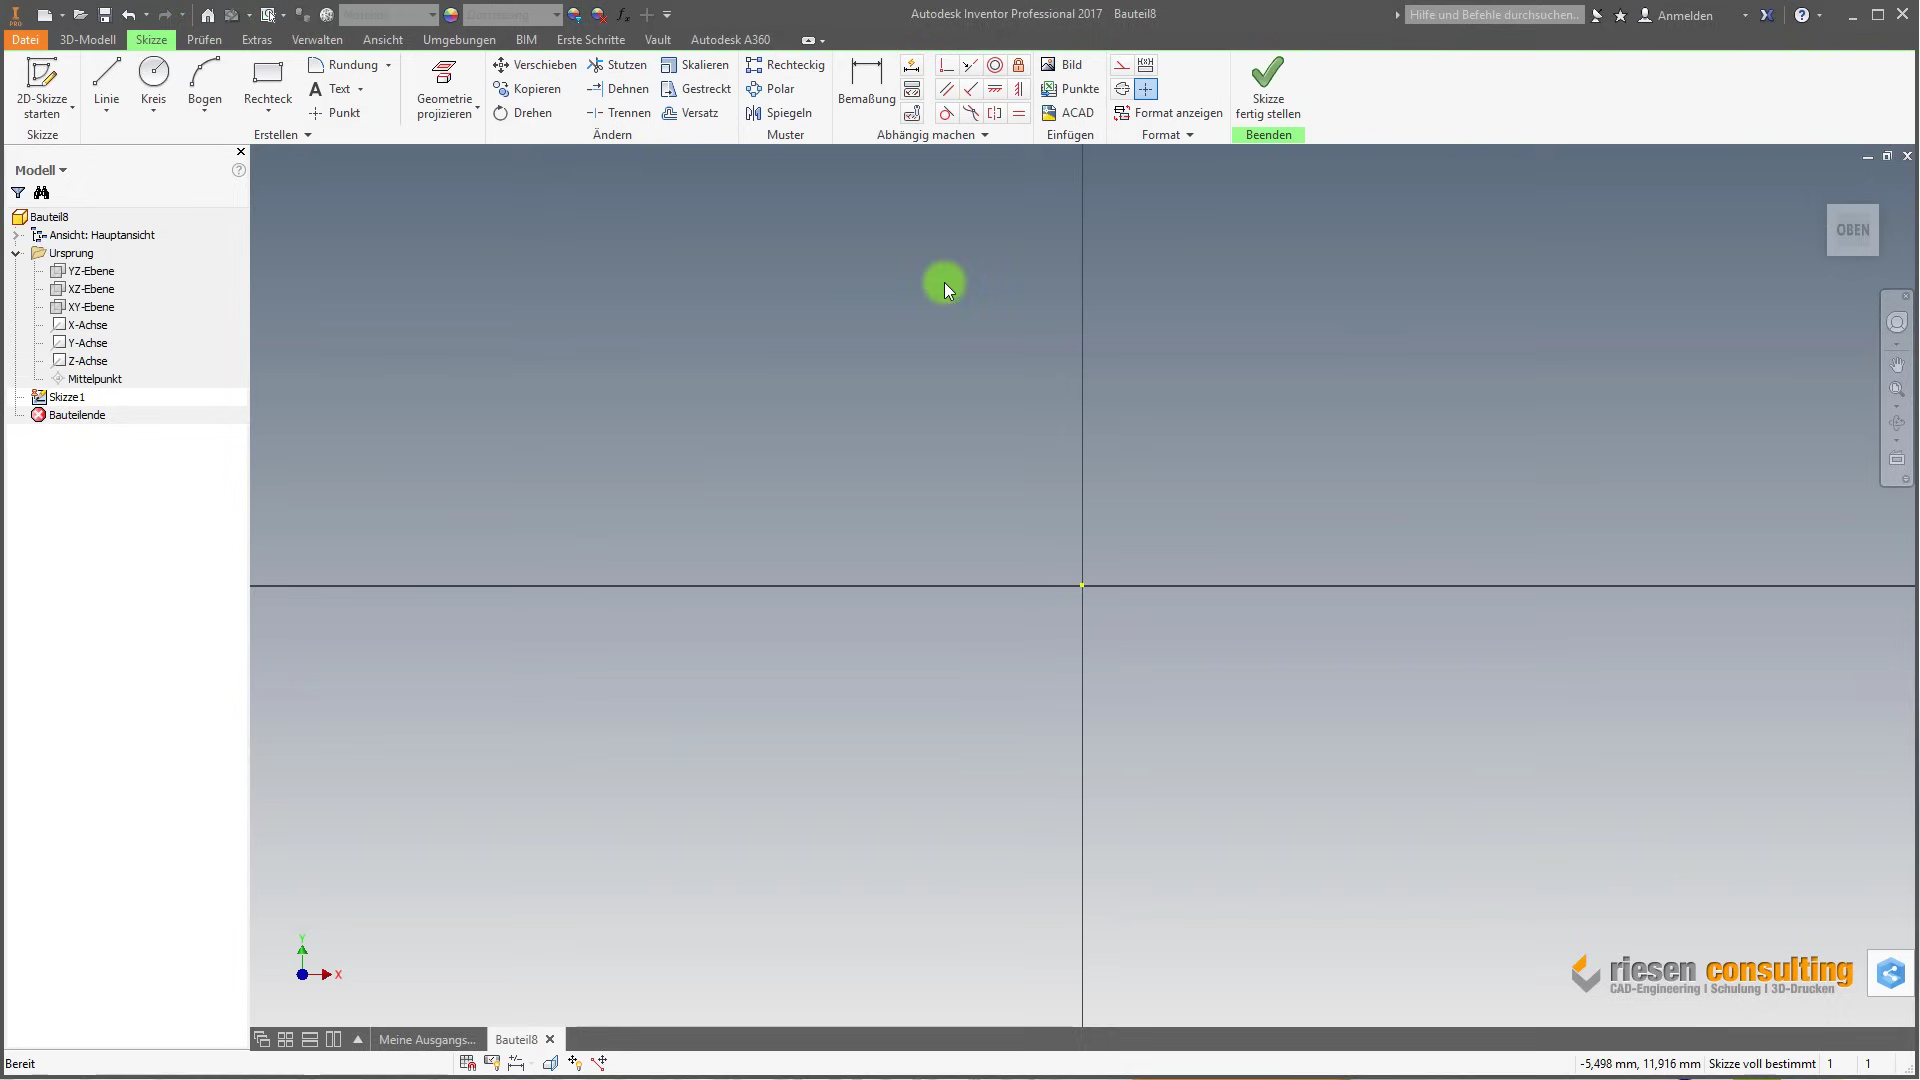 Autodesk Inventor Professional 2017 Bauteil8
Hilfe und Befehle durchsuchen...
Anmelden
Datei 3D-Modell Skizze Prüfen Extras Verwalten Ansicht Umgebungen BIM Erste Schritte Vault Autodesk A360
2D-Skizze starten
Skizze
Linie
Kreis
Bogen
Rechteck
Rundung
Text
Punkt
Erstellen
Geometrie projizieren
Verschieben Stutzen Skalieren
Kopieren Dehnen Gestreckt
Drehen Trennen Versatz
Ändern
Rechteckig
Polar
Spiegeln
Muster
Bemaßung
Abhängig machen
Bild
Punkte
ACAD
Einfügen
Format anzeigen
Format
Skizze fertig stellen
Beenden
Modell
Bauteil8
Ansicht: Hauptansicht
Ursprung
YZ-Ebene
XZ-Ebene
XY-Ebene
X-Achse
Y-Achse
Z-Achse
Mittelpunkt
Skizze1
Bauteilende
OBEN
Y
X
riesen consulting
CAD-Engineering I Schulung I 3D-Drucken
Meine Ausgangs... Bauteil8
Bereit
-5,498 mm, 11,916 mm Skizze voll bestimmt 1 1